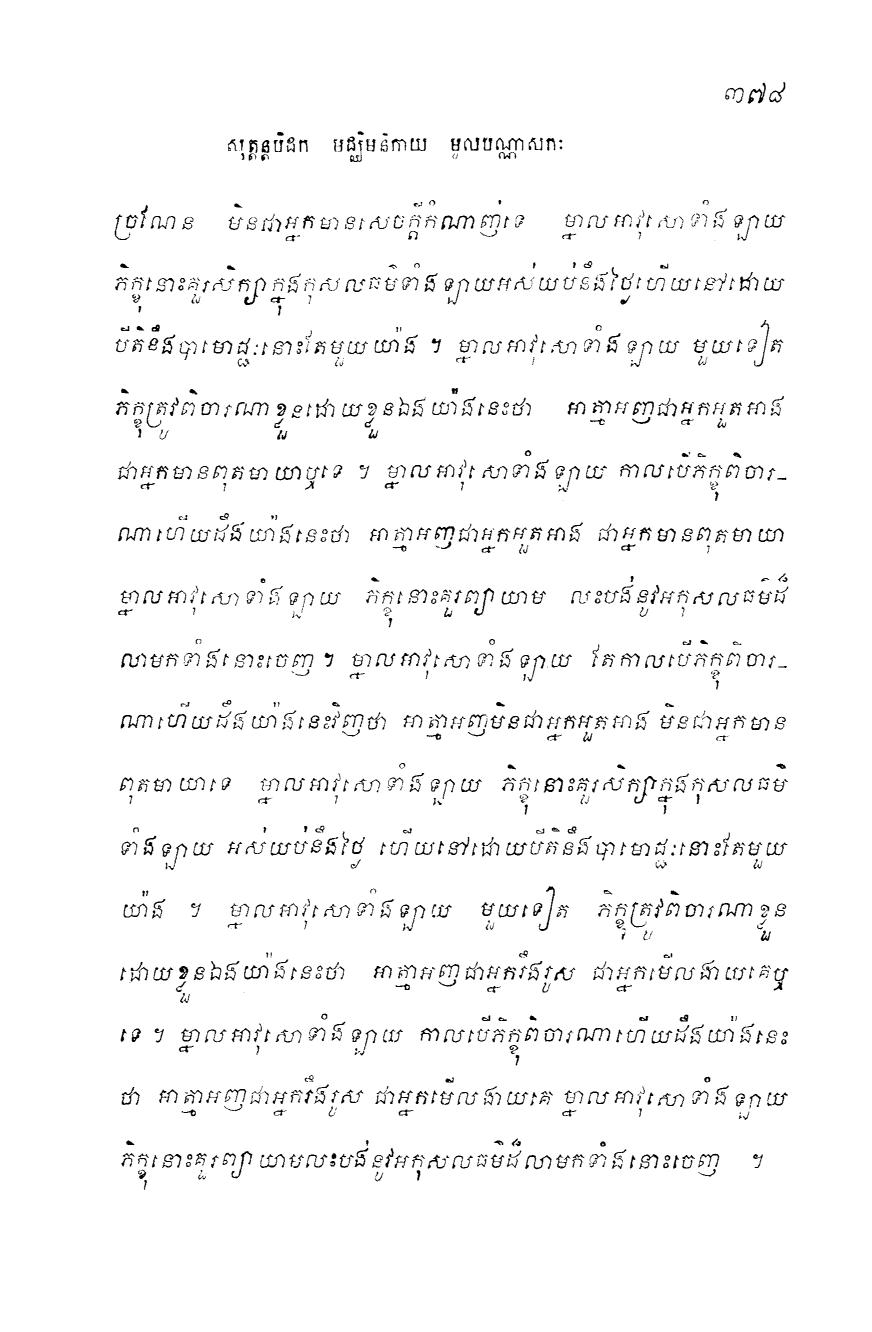 ៣៧៨
សុត្តន្តបិដក មជ្ឈិមនិកាយ មូលបណ្ណាសកៈ
ច្រណែន មិនជាអ្នកមានសេចក្តីកំណាញ់ទេ ម្នាលអាវុសោទាំងឡាយ
ភិក្ខុនោះគួរសិក្សាក្នុងកុសលធម៌ទាំងឡាយអស់យប់នឹងថ្ងៃហើយនៅដោយ
បីតិនឹងបាមោជ្ជៈនោះតែមួយយ៉ាង ។ ម្នាលអាវុសោទាំងឡាយ មួយទៀត
ភិក្ខុត្រូវពិចារណាខ្លួនដោយខ្លួនឯងយ៉ាងនេះថា អាត្មាអញជាអ្នកអួតអាង
ជាអ្នកមានពុតមាយាឬទេ ។ ម្នាលអាវុសោទាំងឡាយ កាលបើភិក្ខុពិចារ-
ណាហើយដឹងយ៉ាងនេះថា អាត្មាអញជាអ្នកអួតអាង ជាអ្នកមានពុតមាយា
ម្នាលអាវុសោទាំងឡាយ ភិក្ខុនោះគួរព្យាយាម លះបង់នូវអកុសលធម៌ដ៏
លាមកទាំងនោះចេញ ។ ម្នាលអាវុសោទាំងឡាយ តែកាលបើភិក្ខុពិចារ-
ណាហើយដឹងយ៉ាងនេះវិញថា អាត្មាអញមិនជាអ្នកអួតអាង មិនជាអ្នកមាន
ពុតមាយាទេ ម្នាលអាវុសោទាំងឡាយ ភិក្ខុនោះគួរសិក្សាក្នុងកុសលធម៌
ទាំងឡាយ អស់យប់នឹងថ្ងៃ ហើយនៅដោយបីតិនឹងបាមោជ្ជៈនោះតែមួយ
យ៉ាង ។ ម្នាលអាវុសោទាំងឡាយ មួយទៀត ភិក្ខុត្រូវពិចារណាខ្លួន
ដោយខ្លួនឯងយ៉ាងនេះថា អាត្មាអញជាអ្នករឹងរូស ជាអ្នកមើលងាយគេឬ
ទេ ។ ម្នាលអាវុសោទាំងឡាយ កាលបើភិក្ខុពិចារណាហើយដឹងយ៉ាងនេះ
ថា អាត្មាអញជាអ្នករឹងរូស ជាអ្នកមើលងាយគេ ម្នាលអាវុសោទាំងឡាយ
ភិក្ខុនោះគួរព្យាយាមលះបង់នូវអកុសលធម៌ដ៏លាមកទាំងនោះចេញ ។